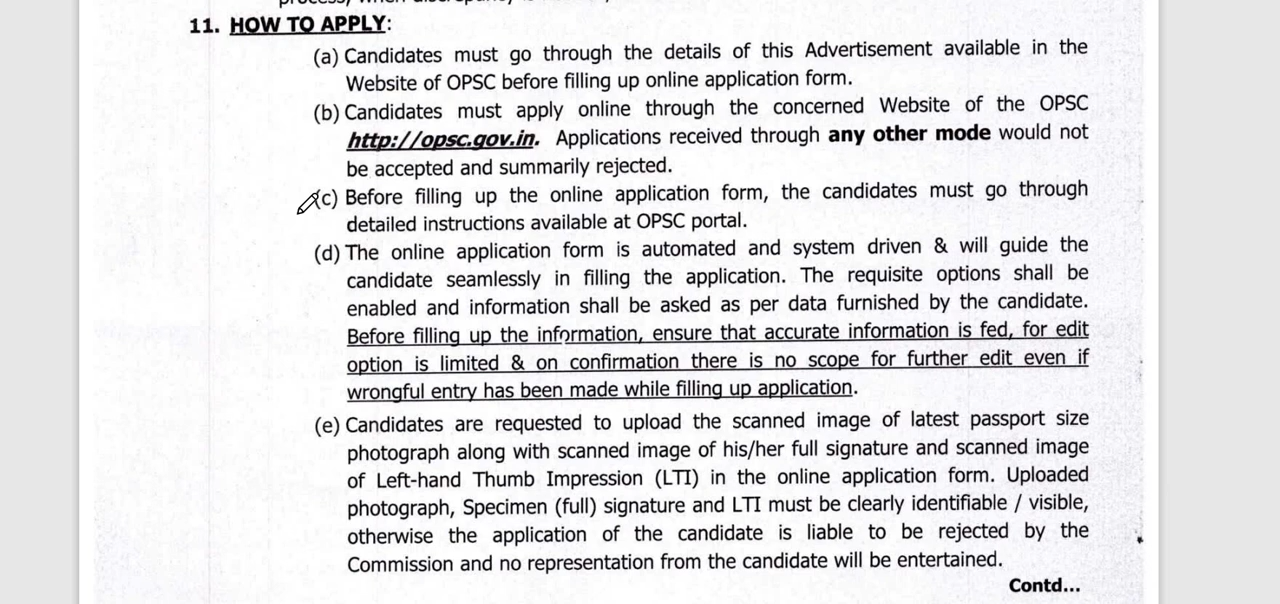 11. HOW TO APPLY:
(a) Candidates must go through the details of this Advertisement available in the
Website of OPSC before filling up online application form.
(b) Candidates must apply online through the concerned Website of the OPSC
http://opsc.gov.in. Applications received through any other mode would not
be accepted and summarily rejected.
(c) Before filling up the online application form, the candidates must go through
detailed instructions available at OPSC portal.
(d) The online application form is automated and system driven & will guide the
candidate seamlessly in filling the application. The requisite options shall be
enabled and information shall be asked as per data furnished by the candidate.
Before filling up the information, ensure that accurate information is fed, for edit
option is limited & on confirmation there is no scope for further edit even if
wrongful entry has been made while filling up application.
(e) Candidates are requested to upload the scanned image of latest passport size
photograph along with scanned image of his/her full signature and scanned image
of Left-hand Thumb Impression (LTI) in the online application form. Uploaded
photograph, Specimen (full) signature and LTI must be clearly identifiable / visible,
otherwise the application of the candidate is liable to be rejected by the
Commission and no representation from the candidate will be entertained.
Contd...